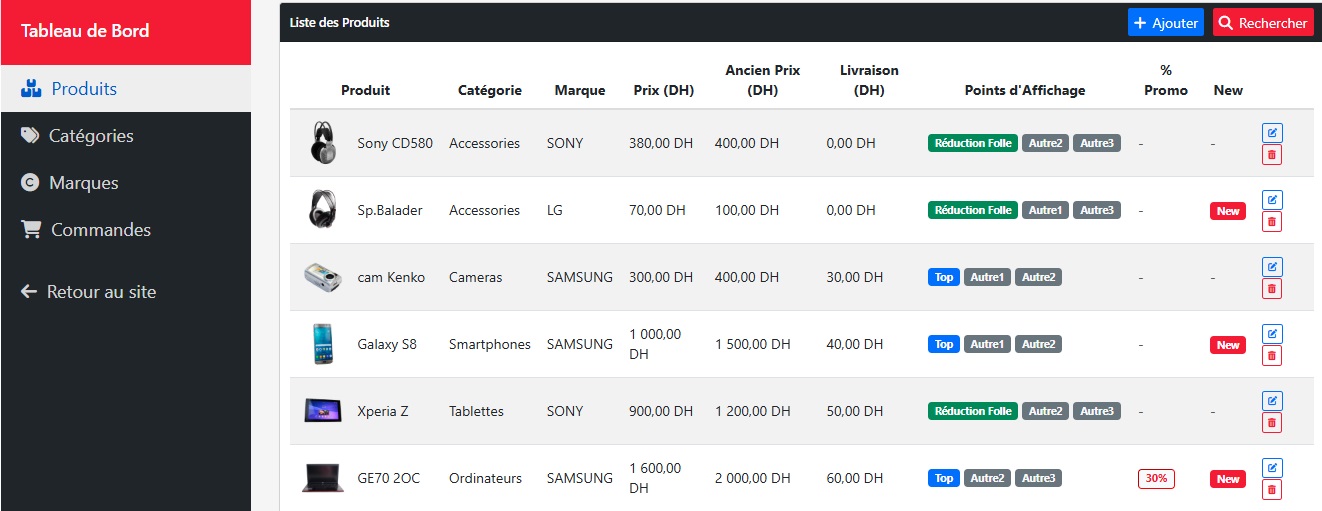 Tableau de Bord
Produits
Catégories
Marques
Commandes
Retour au site
Liste des Produits
Ajouter
Rechercher
Produit Catégorie Marque Prix (DH) Ancien Prix (DH) Livraison (DH) Points d'Affichage % Promo New
Sony CD580 Accessories SONY 380,00 DH 400,00 DH 0,00 DH Réduction Folle Autre2 Autre3 - -
Sp.Balader Accessories LG 70,00 DH 100,00 DH 0,00 DH Réduction Folle Autre1 Autre3 - New
cam Kenko Cameras SAMSUNG 300,00 DH 400,00 DH 30,00 DH Top Autre1 Autre2 - -
Galaxy S8 Smartphones SAMSUNG 1 000,00 DH 1 500,00 DH 40,00 DH Top Autre1 Autre2 - New
Xperia Z Tablettes SONY 900,00 DH 1 200,00 DH 50,00 DH Réduction Folle Autre2 Autre3 - -
GE70 2OC Ordinateurs SAMSUNG 1 600,00 DH 2 000,00 DH 60,00 DH Top Autre2 Autre3 30% New